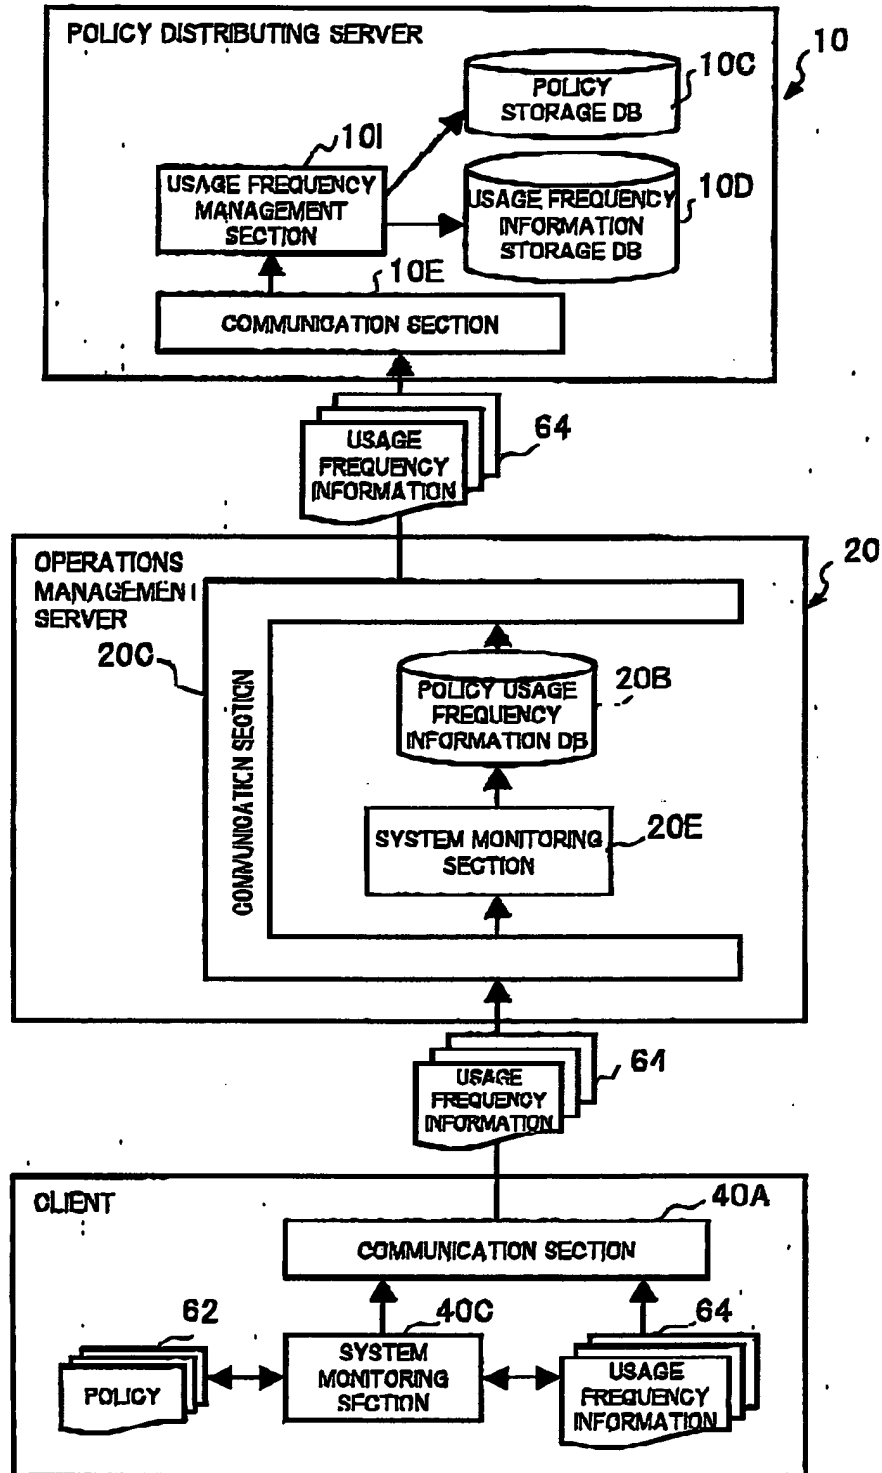 POLICY DISTRIBUTING SERVER
10
10C
POLICY
STORAGE DB
10I
USAGE FREQUENCY
MANAGEMENT
SECTION
10D
USAGE FREQUENCY
INFORMATION
STORAGE DB
10E
COMMUNICATION SECTION
64
USAGE
FREQUENCY
INFORMATION
20
OPERATIONS
MANAGEMENT
SERVER
20C
COMMUNICATION SECTION
20B
POLICY USAGE
FREQUENCY
INFORMATION DB
20E
SYSTEM MONITORING
SECTION
64
USAGE
FREQUENCY
INFORMATION
CLIENT
40A
COMMUNICATION SECTION
62
POLICY
40C
SYSTEM
MONITORING
SECTION
64
USAGE
FREQUENCY
INFORMATION